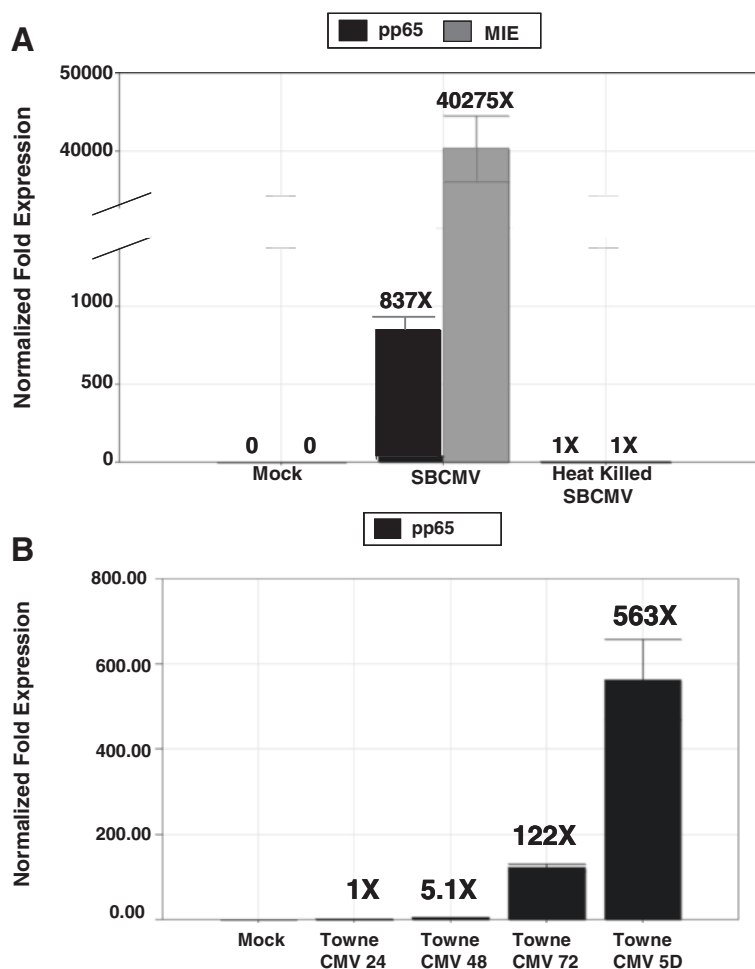 A
pp65 MIE
Normalized Fold Expression
50000
40000
1000
500
0
40275X
837X
0 0
1X 1X
Mock
SBCMV
Heat Killed
SBCMV
B
pp65
Normalized Fold Expression
800.00
600.00
400.00
200.00
0.00
563X
122X
1X
5.1X
Mock
Towne
CMV 24
Towne
CMV 48
Towne
CMV 72
Towne
CMV 5D